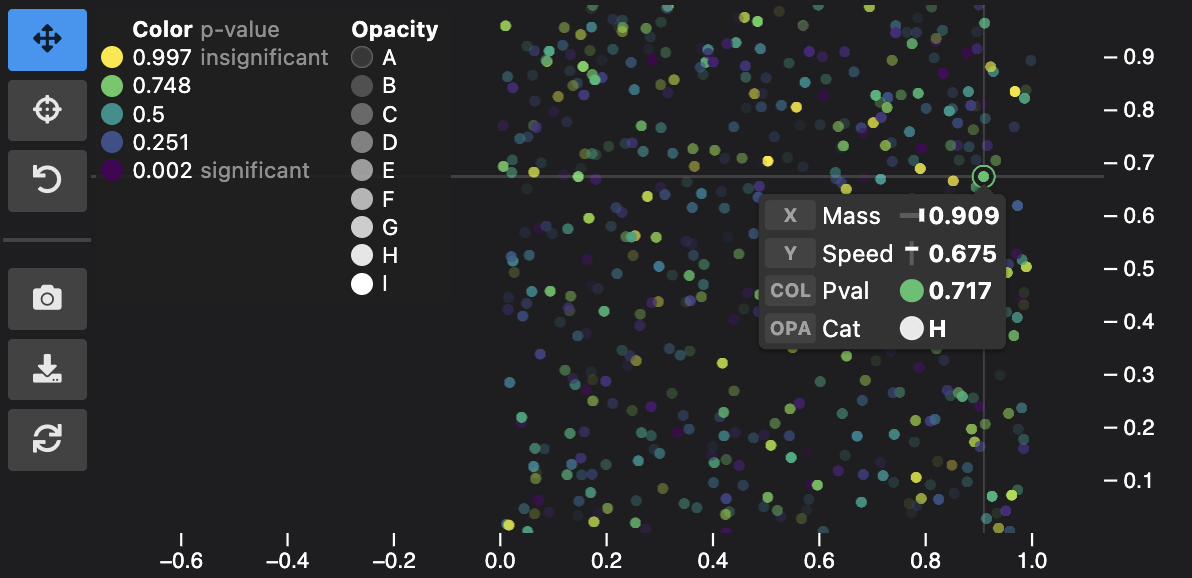 Color p-value
0.997 insignificant
0.748
0.5
0.251
0.002 significant
Opacity
A
B
C
D
E
F
G
H
I
X Mass 0.909
Y Speed 0.675
COL Pval 0.717
OPA Cat H
0.9
0.8
0.7
0.6
0.5
0.4
0.3
0.2
0.1
−0.6 −0.4 −0.2 0.0 0.2 0.4 0.6 0.8 1.0